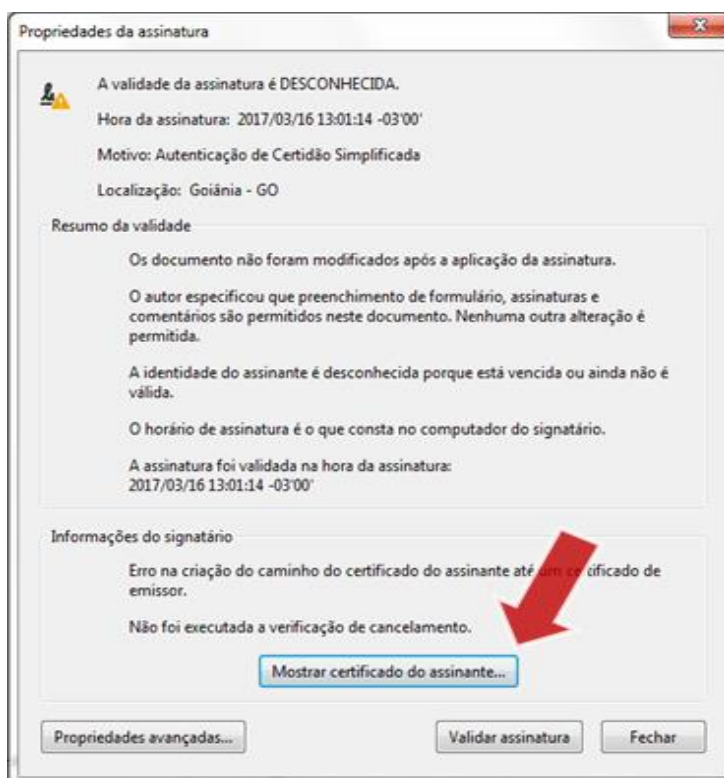 Propriedades da assinatura
A validade da assinatura é DESCONHECIDA.
Hora da assinatura: 2017/03/16 13:01:14 -03'00'
Motivo: Autenticação de Certidão Simplificada
Localização: Goiânia - GO
Resumo da validade
Os documento não foram modificados após a aplicação da assinatura.
O autor especificou que preenchimento de formulário, assinaturas e
comentários são permitidos neste documento. Nenhuma outra alteração é
permitida.
A identidade do assinante é desconhecida porque está vencida ou ainda não é
válida.
O horário de assinatura é o que consta no computador do signatário.
A assinatura foi validada na hora da assinatura:
2017/03/16 13:01:14 -03'00'
Informações do signatário
Erro na criação do caminho do certificado do assinante até um certificado de
emissor.
Não foi executada a verificação de cancelamento.
Mostrar certificado do assinante...
Propriedades avançadas...
Validar assinatura
Fechar